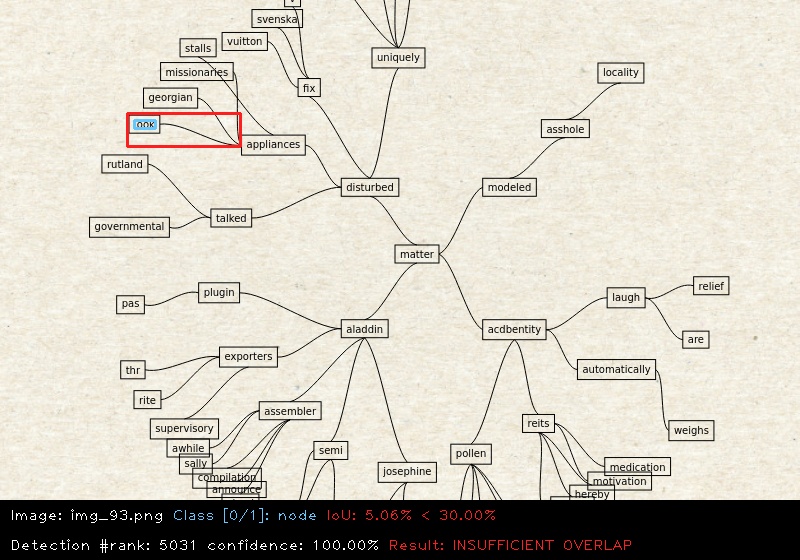 svenska
vuitton
stalls
uniquely
missionaries
locality
fix
georgian
ook
asshole
appliances
rutland
disturbed
modeled
talked
governmental
matter
plugin
relief
laugh
pas
aladdin
acdbentity
are
exporters
thr
automatically
rite
assembler
supervisory
reits
weighs
awhile
semi
pollen
sally
josephine
medication
compilation
motivation
announce
hereby
Image: img_93.png Class [0/1]: node IoU: 5.06% < 30.00%
Detection #rank: 5031 confidence: 100.00% Result: INSUFFICIENT OVERLAP